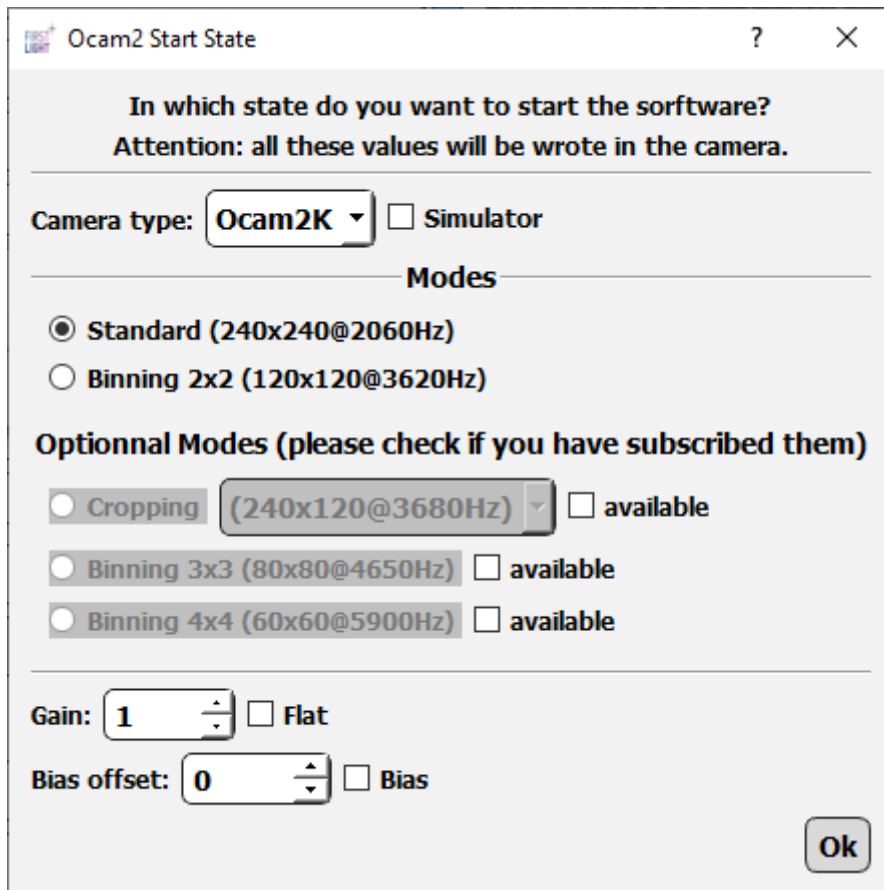 FIRST LIGHT Ocam2 Start State ?
In which state do you want to start the sorftware?
Attention: all these values will be wrote in the camera.
Camera type: Ocam2K Simulator
Modes
Standard (240x240@2060Hz)
Binning 2x2 (120x120@3620Hz)
Optionnal Modes (please check if you have subscribed them)
Cropping (240x120@3680Hz) available
Binning 3x3 (80x80@4650Hz) available
Binning 4x4 (60x60@5900Hz) available
Gain: 1 Flat
Bias offset: 0 Bias
Ok